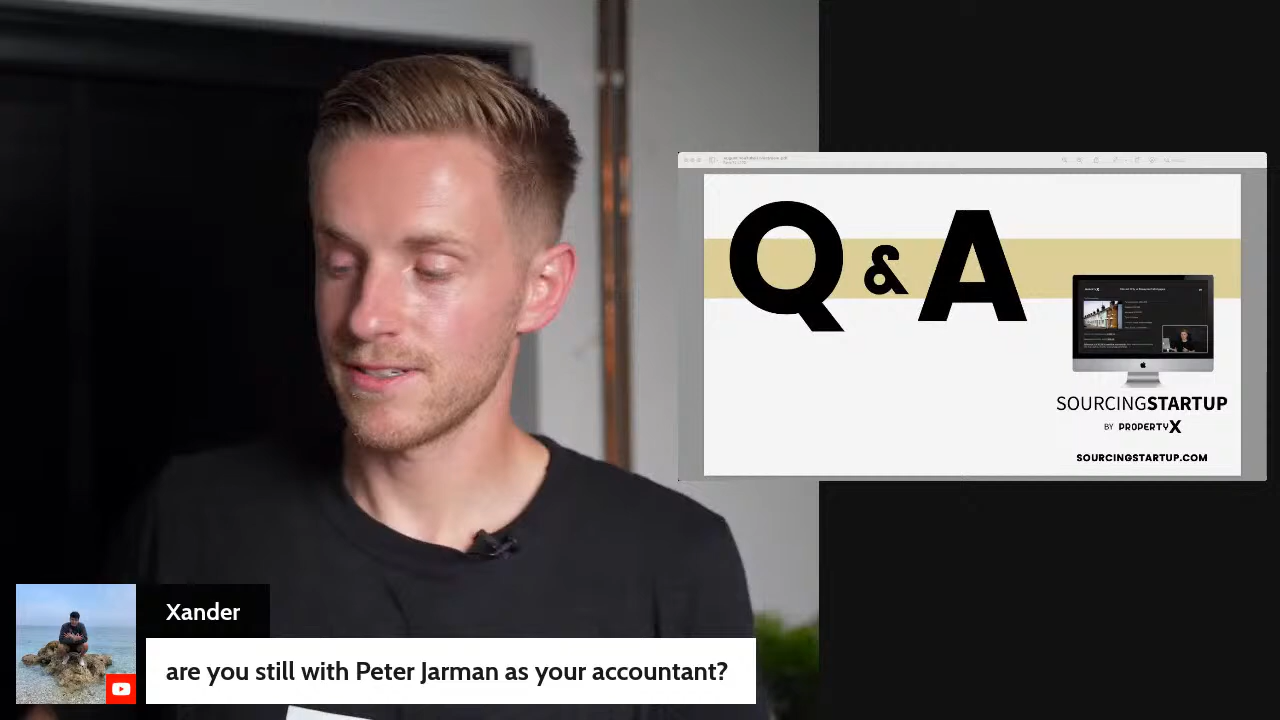 Q & A
SOURCINGSTARTUP
BY PROPERTYX
SOURCINGSTARTUP.COM
Xander
are you still with Peter Jarman as your accountant?